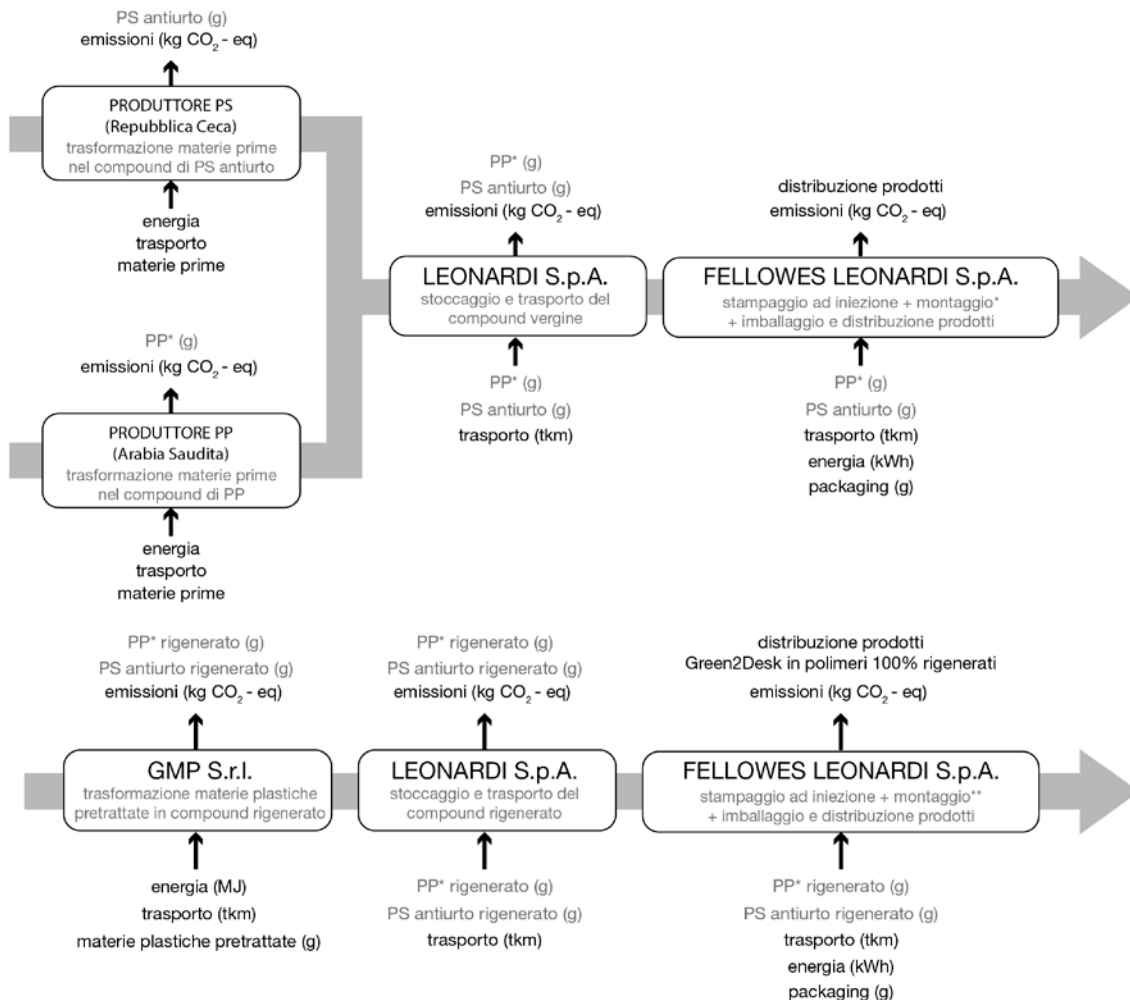 PS antiurto (g)
emissioni (kg CO2 - eq)
PRODUTTORE PS
(Repubblica Ceca)
trasformazione materie prime
nel compound di PS antiurto
energia
trasporto
materie prime
PP* (g)
emissioni (kg CO2 - eq)
PRODUTTORE PP
(Arabia Saudita)
trasformazione materie prime
nel compound di PP
energia
trasporto
materie prime
PP* (g)
PS antiurto (g)
emissioni (kg CO2 - eq)
LEONARDI S.p.A.
stoccaggio e trasporto del
compound vergine
PP* (g)
PS antiurto (g)
trasporto (tkm)
distribuzione prodotti
emissioni (kg CO2 - eq)
FELLOWES LEONARDI S.p.A.
stampaggio ad iniezione + montaggio*
+ imballaggio e distribuzione prodotti
PP* (g)
PS antiurto (g)
trasporto (tkm)
energia (kWh)
packaging (g)
PP* rigenerato (g)
PS antiurto rigenerato (g)
emissioni (kg CO2 - eq)
GMP S.r.l.
trasformazione materie plastiche
pretrattate in compound rigenerato
energia (MJ)
trasporto (tkm)
materie plastiche pretrattate (g)
PP* rigenerato (g)
PS antiurto rigenerato (g)
emissioni (kg CO2 - eq)
LEONARDI S.p.A.
stoccaggio e trasporto del
compound rigenerato
PP* rigenerato (g)
PS antiurto rigenerato (g)
trasporto (tkm)
distribuzione prodotti
Green2Desk in polimeri 100% rigenerati
emissioni (kg CO2 - eq)
FELLOWES LEONARDI S.p.A.
stampaggio ad iniezione + montaggio**
+ imballaggio e distribuzione prodotti
PP* rigenerato (g)
PS antiurto rigenerato (g)
trasporto (tkm)
energia (kWh)
packaging (g)